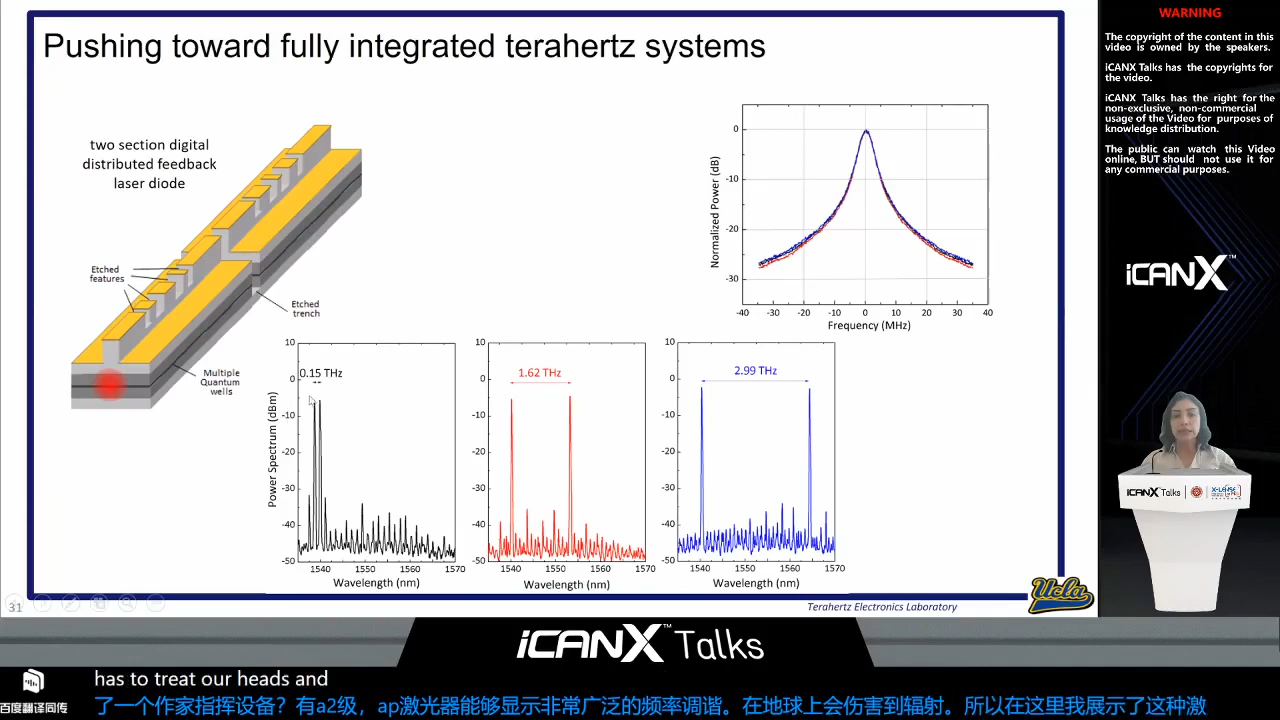 Pushing toward fully integrated terahertz systems
two section digital
distributed feedback
laser diode
Etched
features
Etched
trench
Multiple
Quantum
wells
Normalized Power (dB)
0
-10
-20
-30
-40 -30 -20 -10 0 10 20 30 40
Frequency (MHz)
Power Spectrum (dBm)
10
0
-10
-20
-30
-40
-50
0.15 THz
1540 1550 1560 1570
Wavelength (nm)
10
0
-10
-20
-30
-40
-50
1.62 THz
1540 1550 1560 1570
Wavelength (nm)
10
0
-10
-20
-30
-40
-50
2.99 THz
1540 1550 1560 1570
Wavelength (nm)
31
Terahertz Electronics Laboratory
Ucla
WARNING
The copyright of the content in this
video is owned by the speakers.
iCANX Talks has the copyrights for
the video.
iCANX Talks has the right for the
non-exclusive, non-commercial
usage of the Video for purposes of
knowledge distribution.
The public can watch this Video
online, BUT should not use it for
any commercial purposes.
iCANX™
iCANX Talks
iCANX™ Talks
has to treat our heads and
了一个作家指挥设备？有a2级，ap激光器能够显示非常广泛的频率调谐。在地球上会伤害到辐射。所以在这里我展示了这种激
百度翻译同传